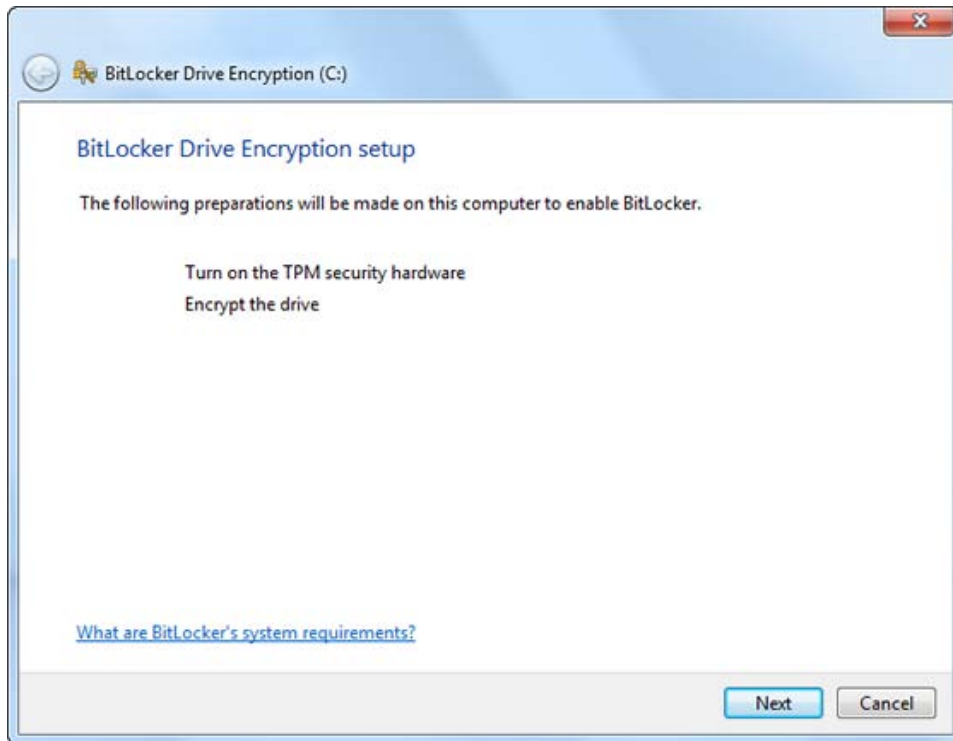 BitLocker Drive Encryption (C:)
BitLocker Drive Encryption setup
The following preparations will be made on this computer to enable BitLocker.
Turn on the TPM security hardware
Encrypt the drive
What are BitLocker's system requirements?
Next Cancel